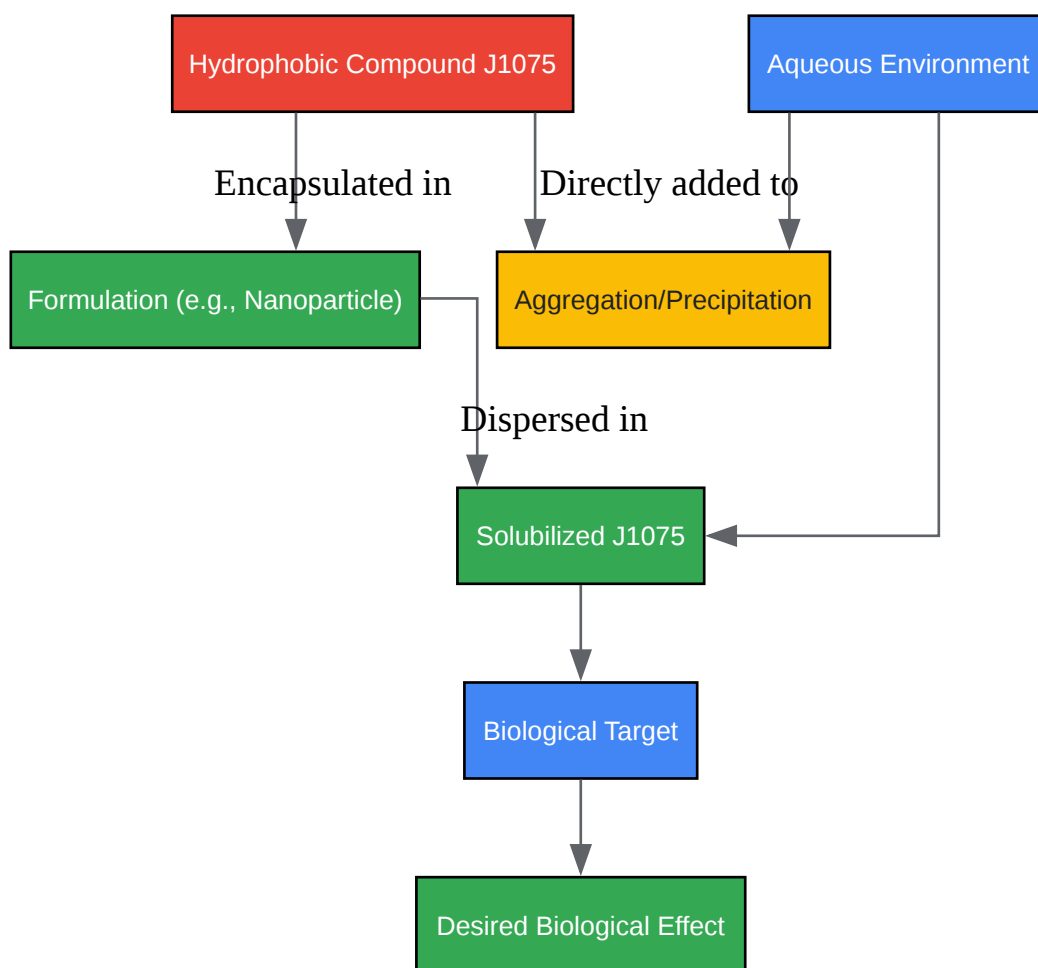 Hydrophobic Compound J1075
Aqueous Environment
Encapsulated in
Directly added to
Formulation (e.g., Nanoparticle)
Aggregation/Precipitation
Dispersed in
Solubilized J1075
Biological Target
Desired Biological Effect